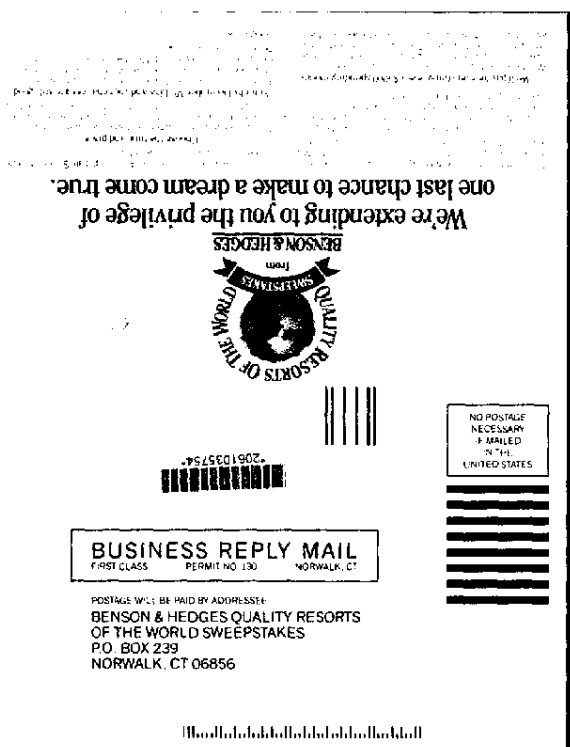 We're extending to you the privilege of
one last chance to make a dream come true.
BENSON & HEDGES
from
SWEEPSTAKES
QUALITY RESORTS OF THE WORLD
*2061035754*
NO POSTAGE
NECESSARY
IF MAILED
IN THE
UNITED STATES
BUSINESS REPLY MAIL
FIRST CLASS PERMIT NO. 130 NORWALK, CT
POSTAGE WILL BE PAID BY ADDRESSEE
BENSON & HEDGES QUALITY RESORTS
OF THE WORLD SWEEPSTAKES
P.O. BOX 239
NORWALK, CT 06856